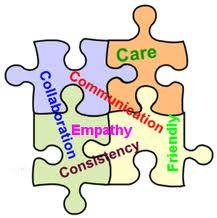 Care
Collaboration
Communication
Empathy
Friendly
Consistency